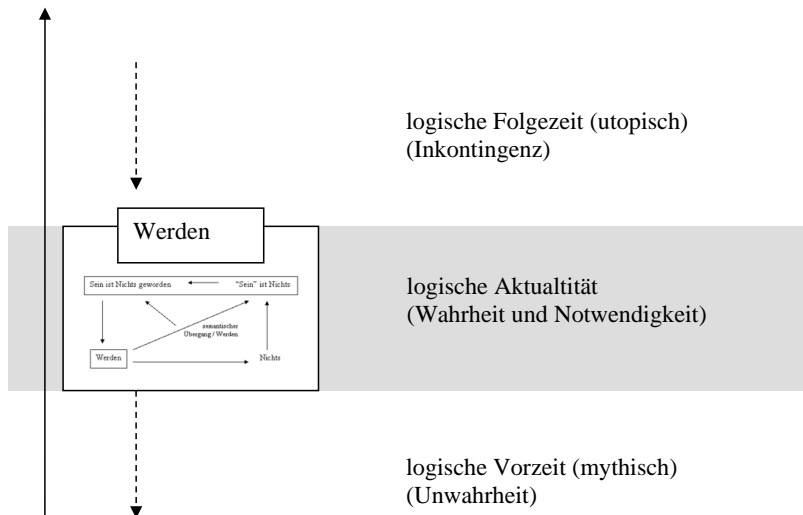 logische Folgezeit (utopisch)
(Inkontingenz)
Werden
Sein ist Nichts geworden
"Sein" ist Nichts
semantischer
Übergang / Werden
Werden
Nichts
logische Aktualtität
(Wahrheit und Notwendigkeit)
logische Vorzeit (mythisch)
(Unwahrheit)